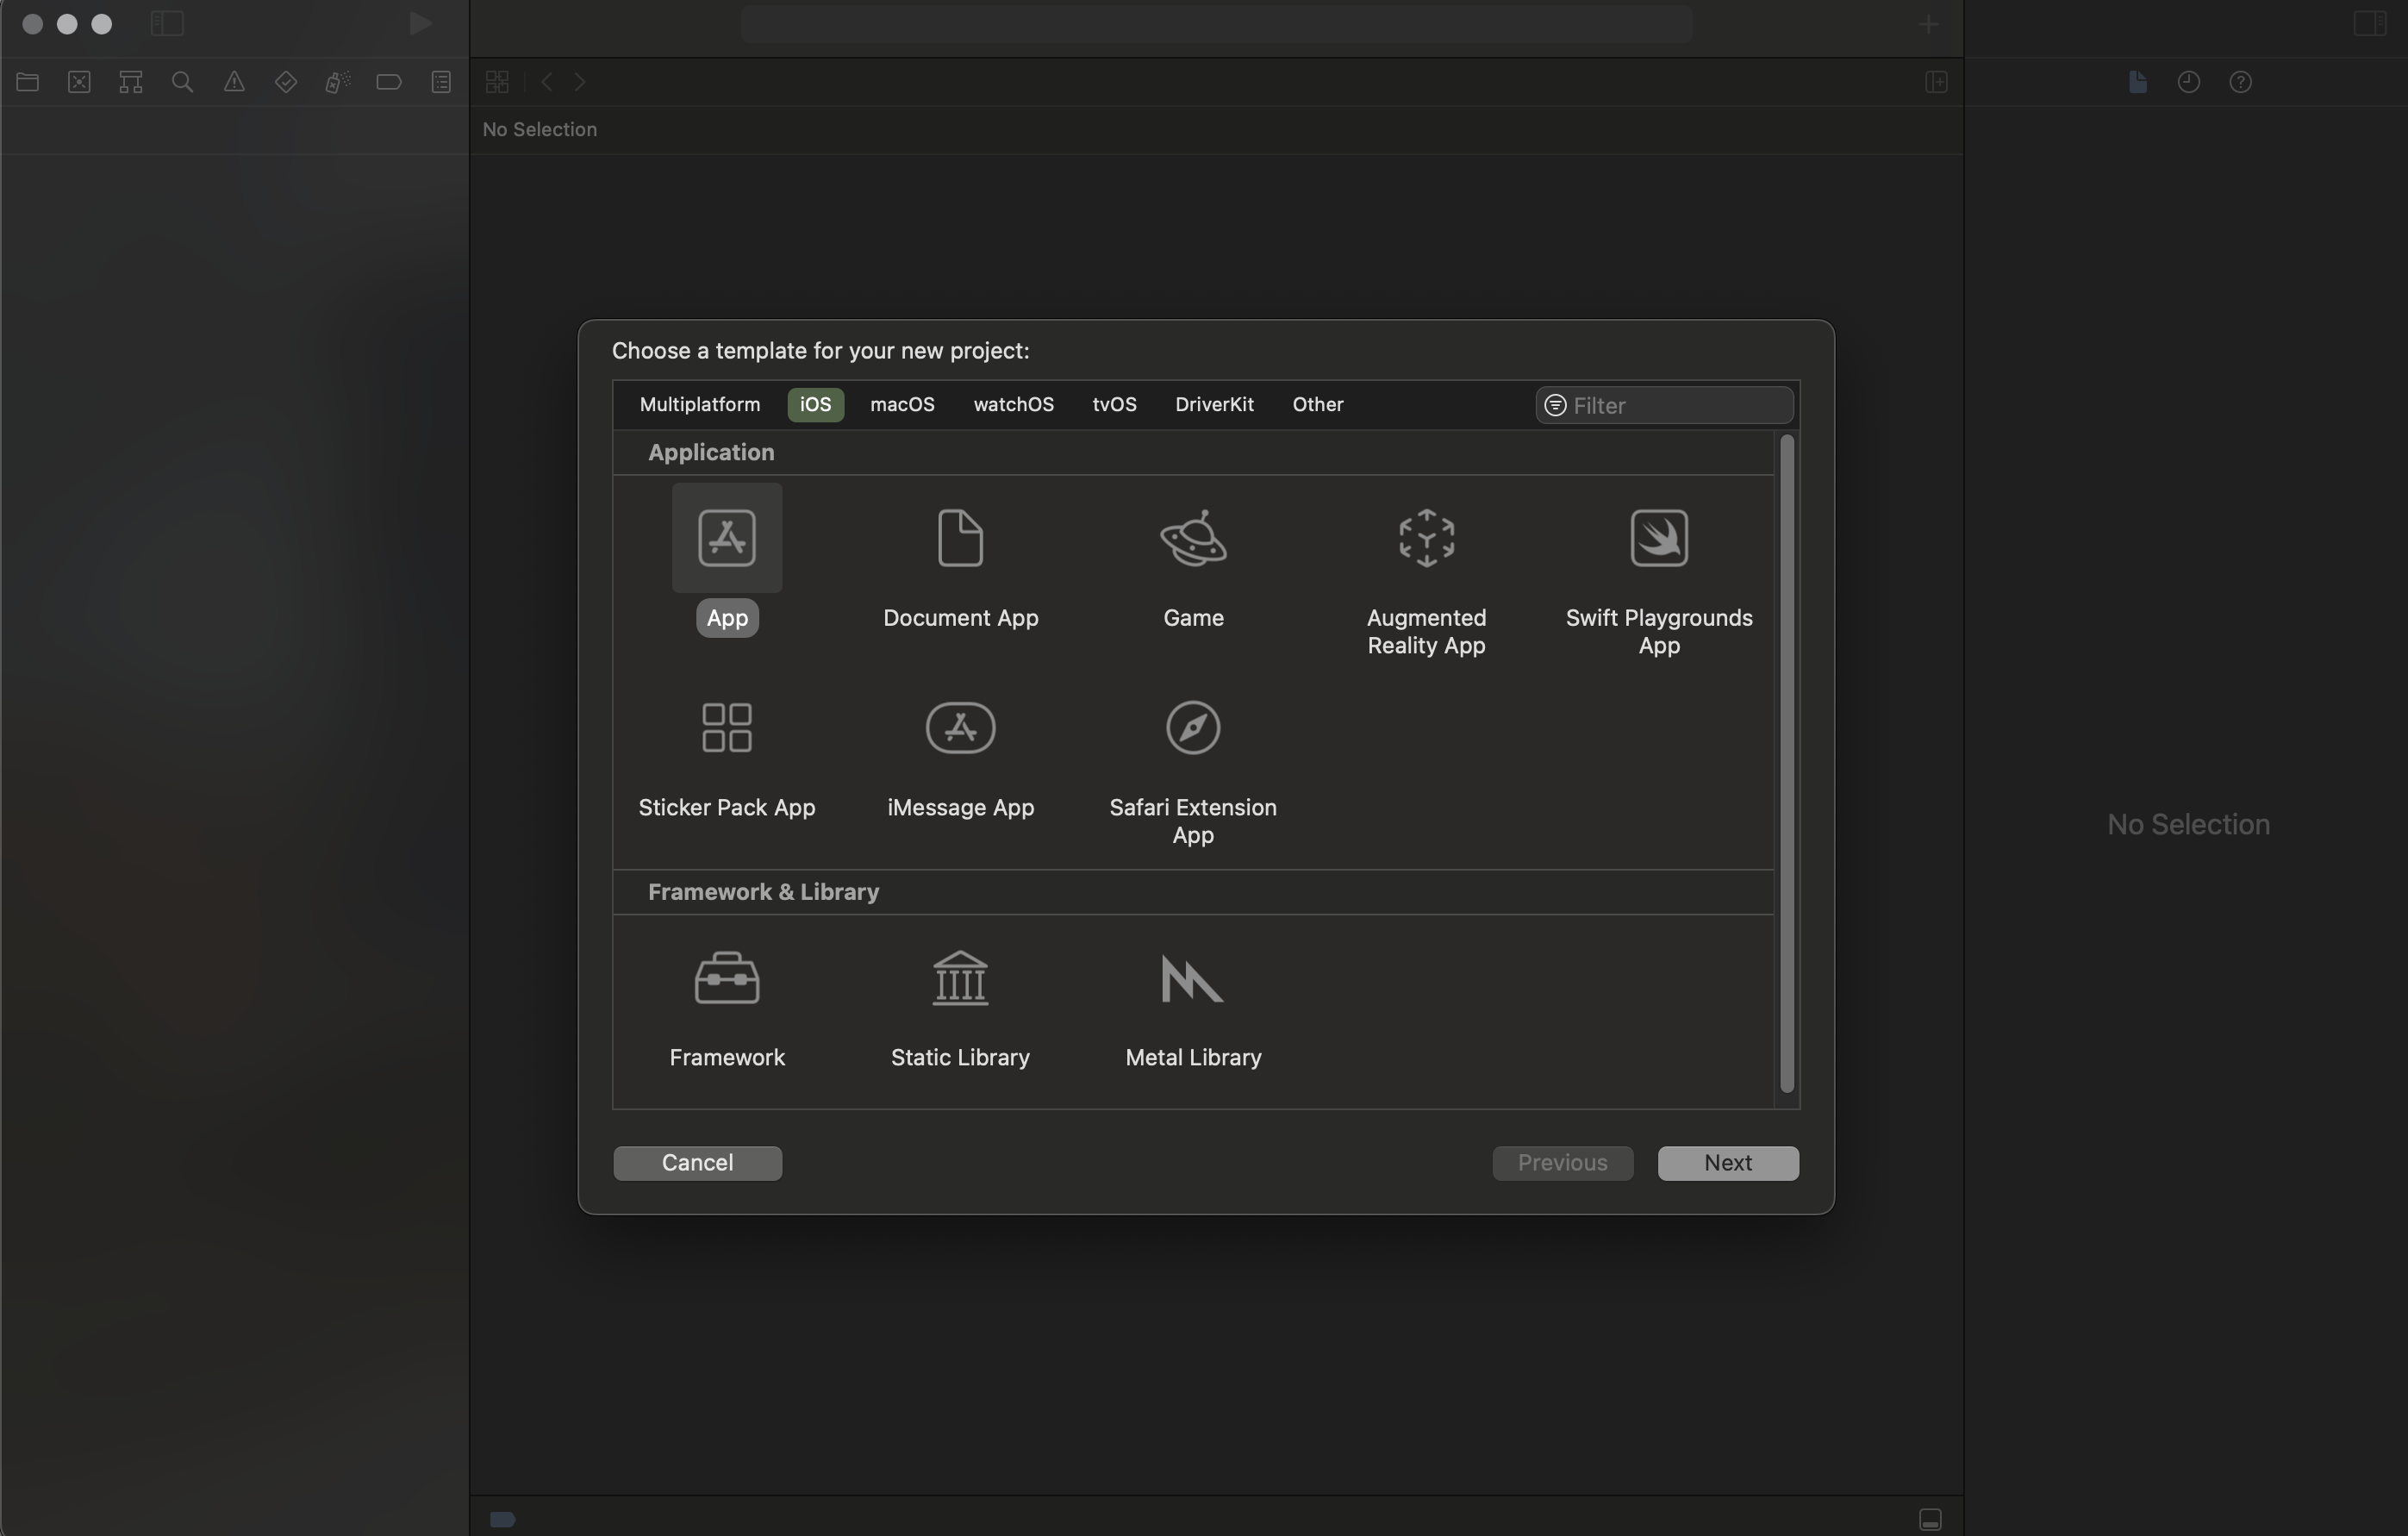 No Selection
Choose a template for your new project:
Multiplatform iOS macOS watchOS tvOS DriverKit Other Filter
Application
App Document App Game Augmented Reality App Swift Playgrounds App
Sticker Pack App iMessage App Safari Extension App
No Selection
Framework & Library
Framework Static Library Metal Library
Cancel Previous Next